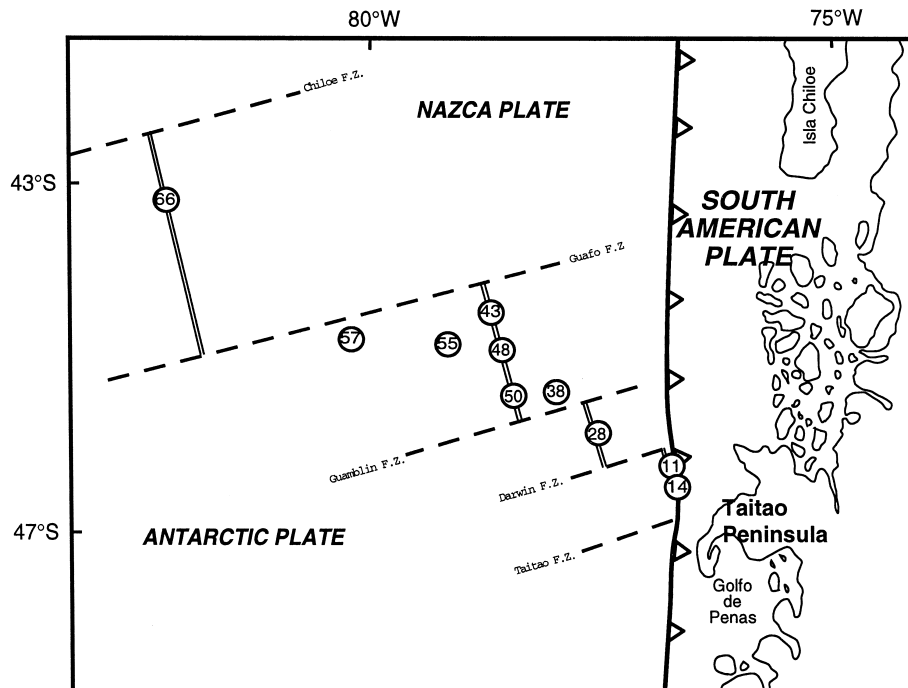 80°W
75°W
Chiloe F.Z.
NAZCA PLATE
Isla Chiloe
43°S
66
SOUTH
AMERICAN
PLATE
Guafo F.Z
43
57
55
48
38
50
28
Guamblin F.Z.
11
Darwin F.Z.
14
Taitao
Peninsula
47°S
ANTARCTIC PLATE
Taitao F.Z.
Golfo
de
Penas